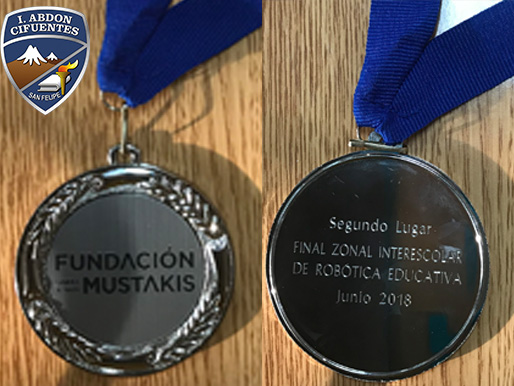 I. ABDON
CIFUENTES
SAN FELIPE
FUNDACIÓN
MUSTAKIS
Segundo Lugar
FINAL ZONAL INTERESCOLAR
DE ROBÓTICA EDUCATIVA
Junio 2018